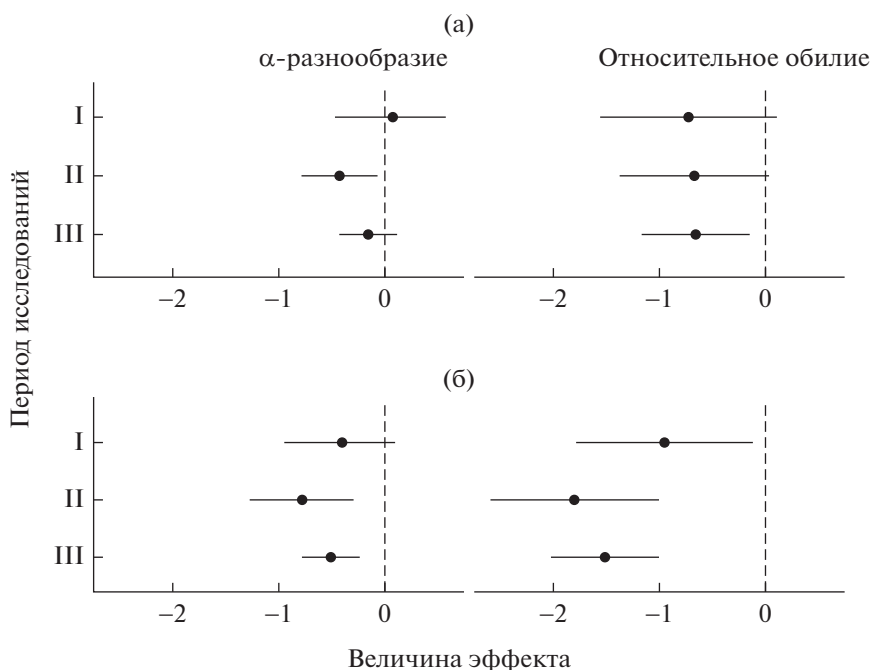 (а)
α-разнообразие
Относительное обилие
Период исследований
I
II
III
−2 −1 0 −2 −1 0
(б)
I
II
III
−2 −1 0 −2 −1 0
Величина эффекта